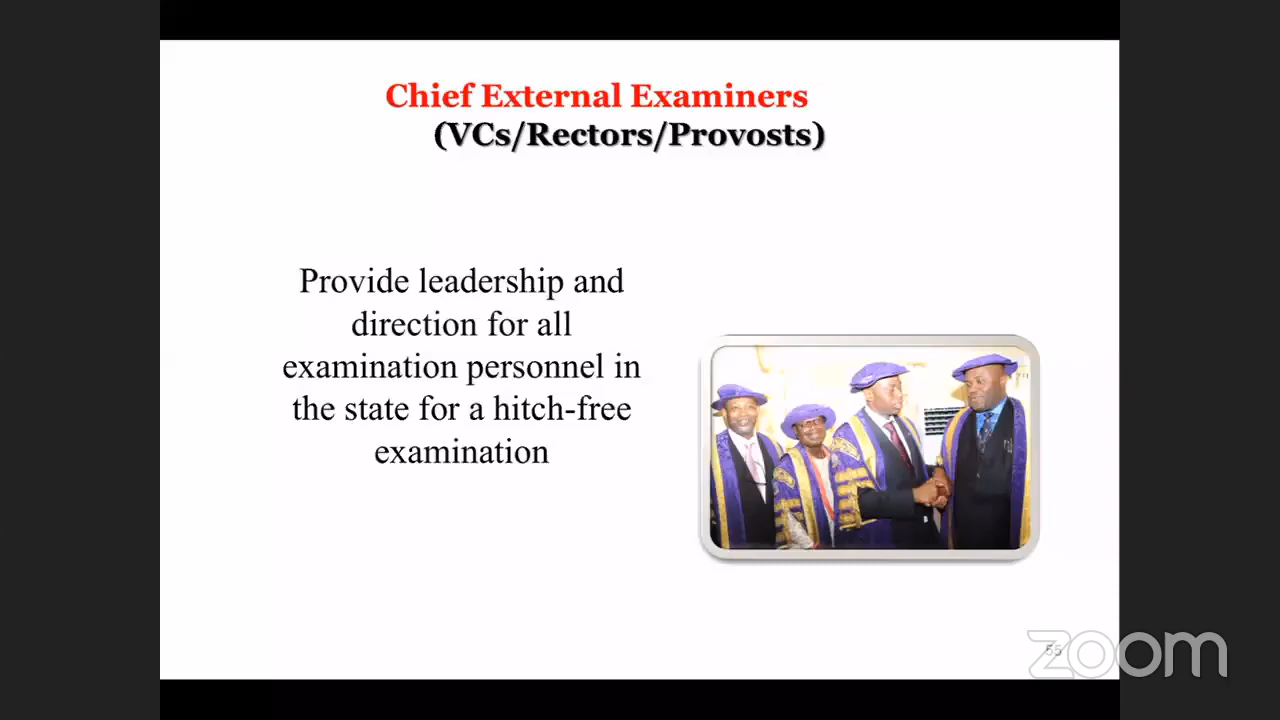 Chief External Examiners
(VCs/Rectors/Provosts)
Provide leadership and
direction for all
examination personnel in
the state for a hitch-free
examination
55
zoom